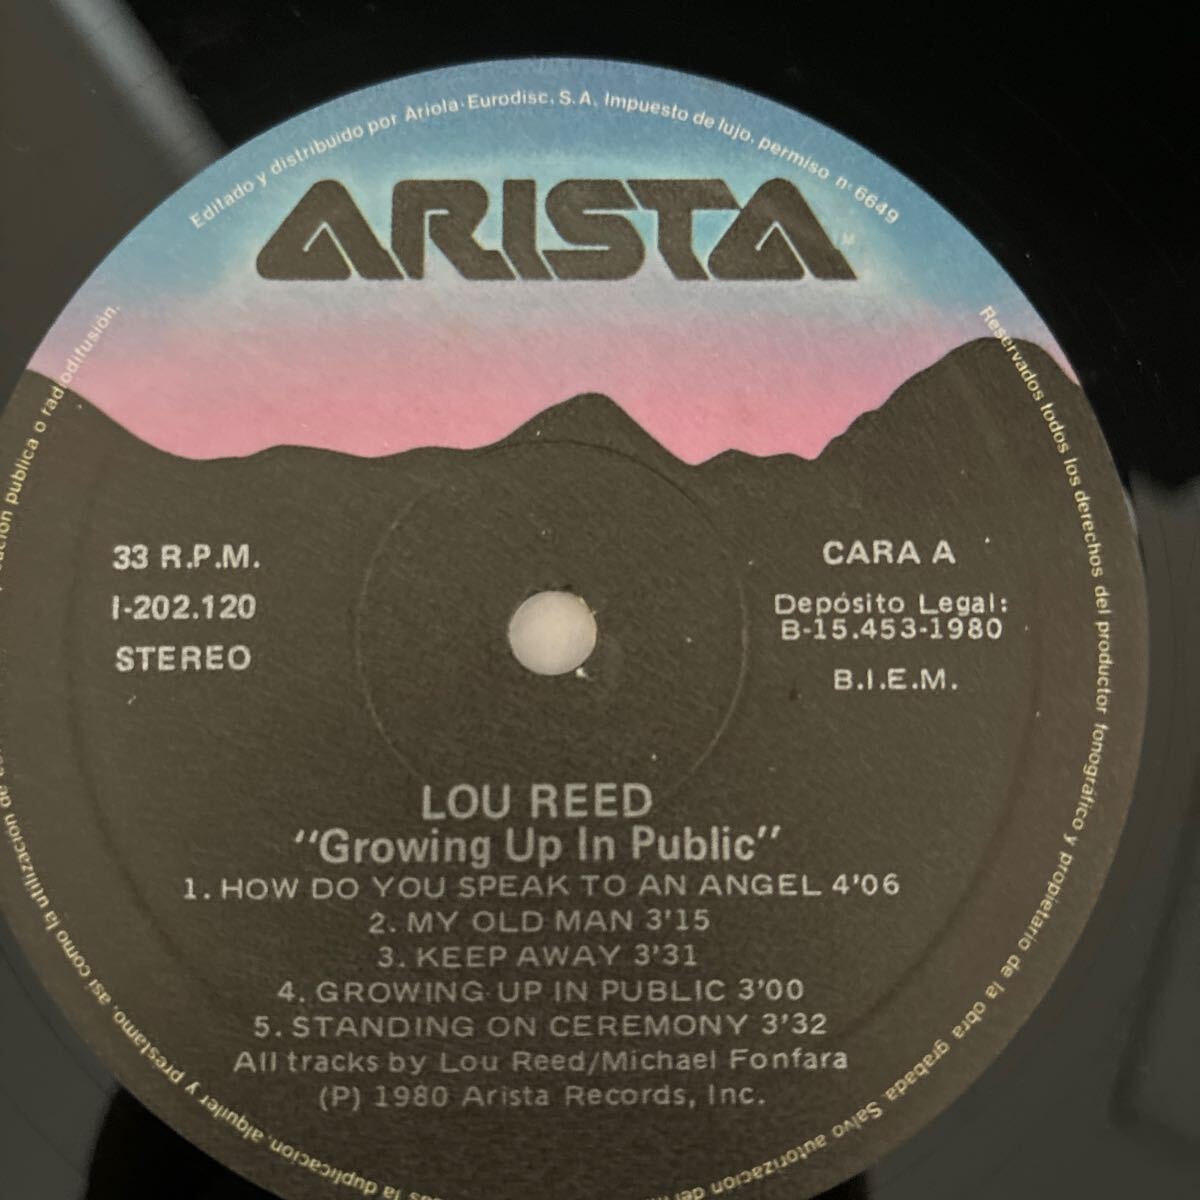 Editado y distribuido por Ariola-Eurodisc, S.A. Impuesto de lujo, permiso nº 6649
ARISTA
33 R.P.M.
I-202.120
STEREO
CARA A
Depósito Legal:
B-15.453-1980
B.I.E.M.
LOU REED
"Growing Up In Public"
1. HOW DO YOU SPEAK TO AN ANGEL 4'06
2. MY OLD MAN 3'15
3. KEEP AWAY 3'31
4. GROWING UP IN PUBLIC 3'00
5. STANDING ON CEREMONY 3'32
All tracks by Lou Reed/Michael Fonfara
(P) 1980 Arista Records, Inc.
Reservados todos los derechos del productor fonográfico y propietario de la obra grabada. Salvo autorización del
la duplicación, alquiler y prestamo, asi como la utilización de
publica o radiodifusión.